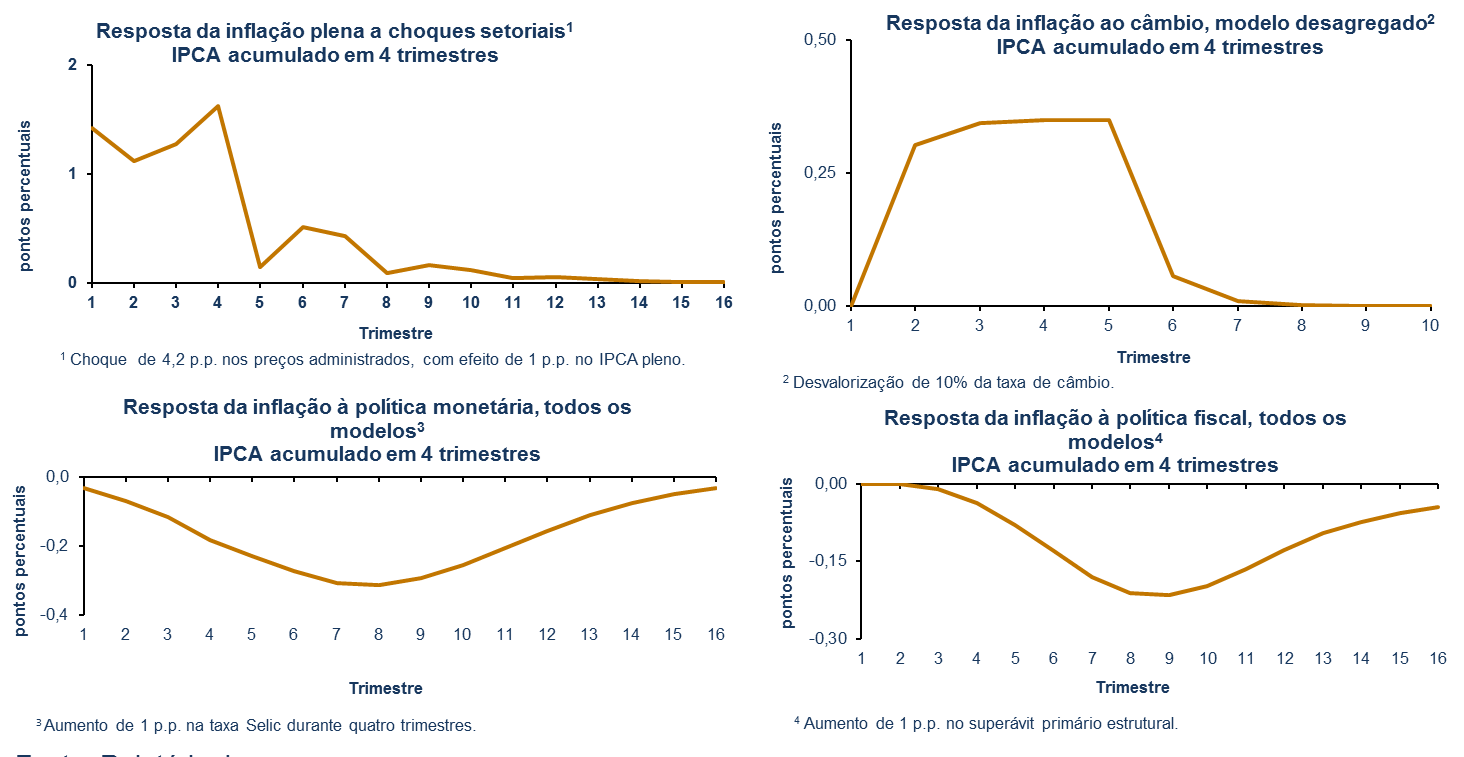 Resposta da inflação plena a choques setoriais¹
IPCA acumulado em 4 trimestres
2
1
0
pontos percentuais
1 2 3 4 5 6 7 8 9 10 11 12 13 14 15 16
Trimestre
¹ Choque de 4,2 p.p. nos preços administrados, com efeito de 1 p.p. no IPCA pleno.
Resposta da inflação ao câmbio, modelo desagregado²
IPCA acumulado em 4 trimestres
0,50
0,25
0,00
pontos percentuais
1 2 3 4 5 6 7 8 9 10
Trimestre
² Desvalorização de 10% da taxa de câmbio.
Resposta da inflação à política monetária, todos os
modelos³
IPCA acumulado em 4 trimestres
0,0
-0,2
-0,4
pontos percentuais
1 2 3 4 5 6 7 8 9 10 11 12 13 14 15 16
Trimestre
³ Aumento de 1 p.p. na taxa Selic durante quatro trimestres.
Resposta da inflação à política fiscal, todos os
modelos⁴
IPCA acumulado em 4 trimestres
0,00
-0,15
-0,30
pontos percentuais
1 2 3 4 5 6 7 8 9 10 11 12 13 14 15 16
Trimestre
⁴ Aumento de 1 p.p. no superávit primário estrutural.